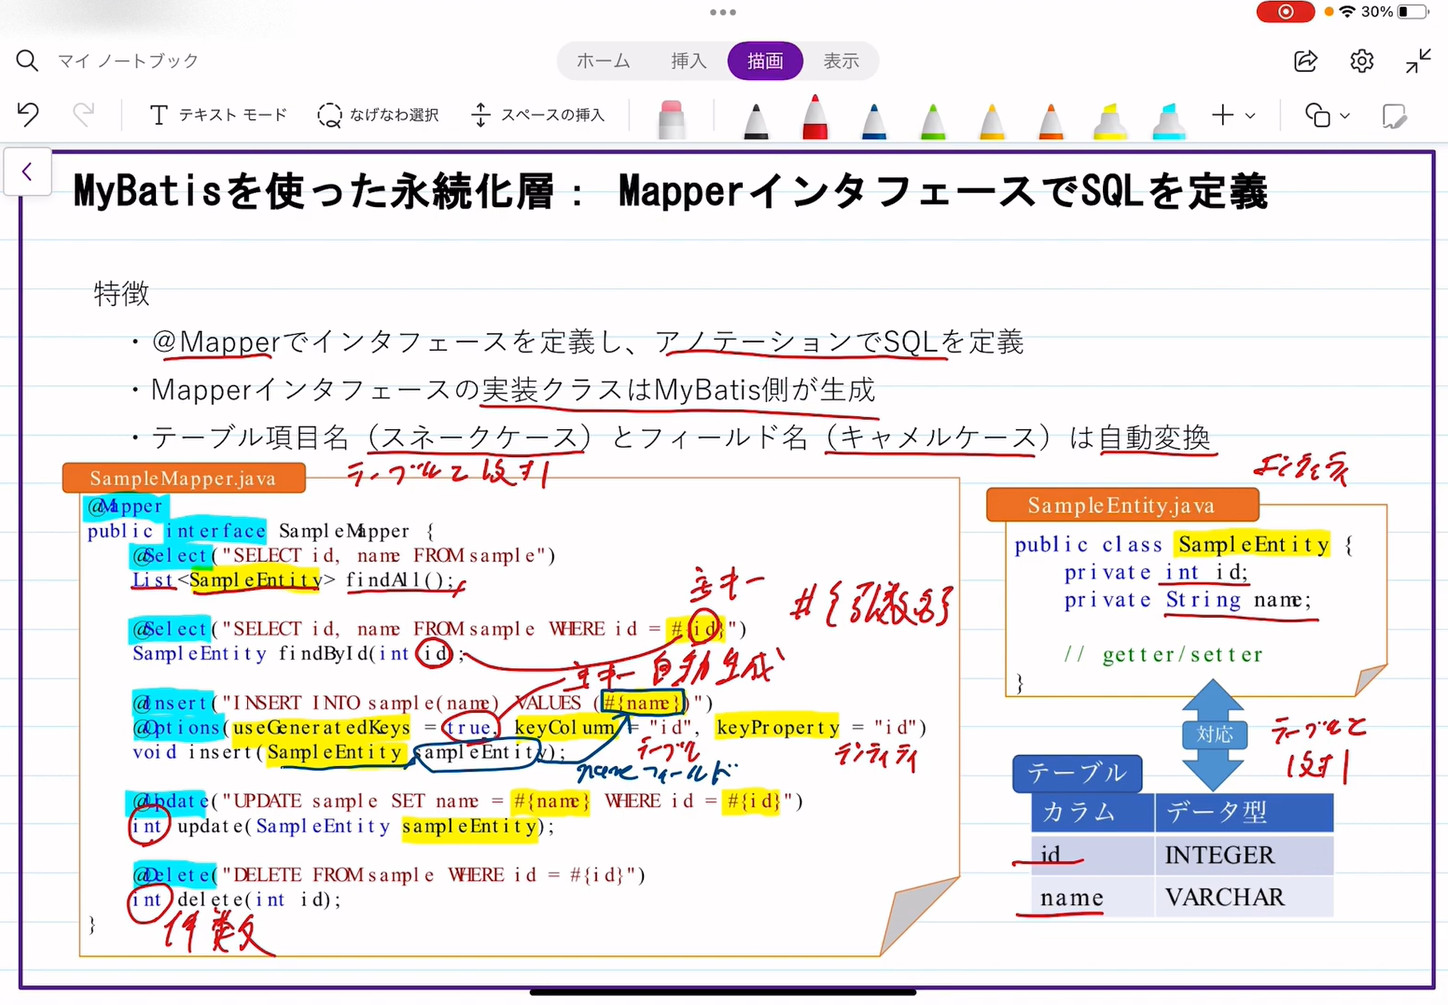 30%
マイ ノートブック
ホーム 挿入 描画 表示
テキスト モード なげなわ選択 スペースの挿入
MyBatisを使った永続化層： MapperインタフェースでSQLを定義
特徴
・@Mapperでインタフェースを定義し、アノテーションでSQLを定義
・Mapperインタフェースの実装クラスはMyBatis側が生成
・テーブル項目名（スネークケース）とフィールド名（キャメルケース）は自動変換
SampleMapper.java
テーブルと1対1
@Mapper
public interface SampleMapper {
@Select("SELECT id, name FROM sample")
List<SampleEntity> findAll();
主キー
#{引数名}
@Select("SELECT id, name FROM sample WHERE id = #{id}")
SampleEntity findById(int id);
主キー自動生成
@Insert("INSERT INTO sample(name) VALUES (#{name})")
@Options(useGeneratedKeys = true, keyColumn = "id", keyProperty = "id")
void insert(SampleEntity sampleEntity);
テーブル
nameフィールド
@Update("UPDATE sample SET name = #{name} WHERE id = #{id}")
int update(SampleEntity sampleEntity);
@Delete("DELETE FROM sample WHERE id = #{id}")
int delete(int id);
件数
}
エンティティ
SampleEntity.java
public class SampleEntity {
private int id;
private String name;
// getter/setter
}
対応
テーブルと
1対1
テーブル
カラム データ型
id INTEGER
name VARCHAR